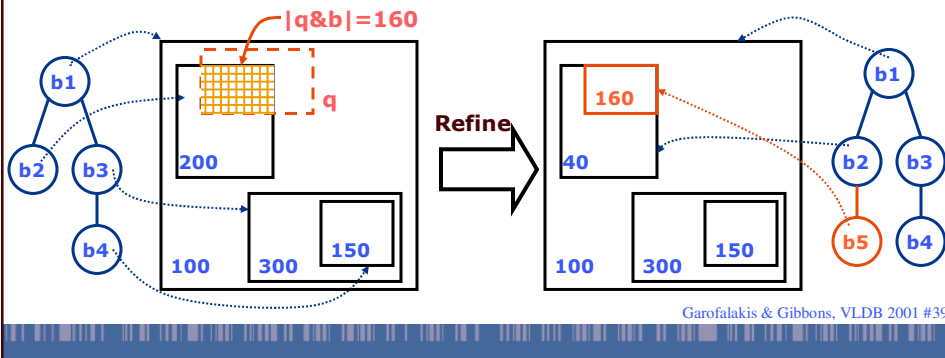 |q&b|=160
b1
q
b2
b3
200
b4
100
300
150
Refine
160
40
100
300
150
b1
b2
b3
b5
b4
Garofalakis & Gibbons, VLDB 2001 #39